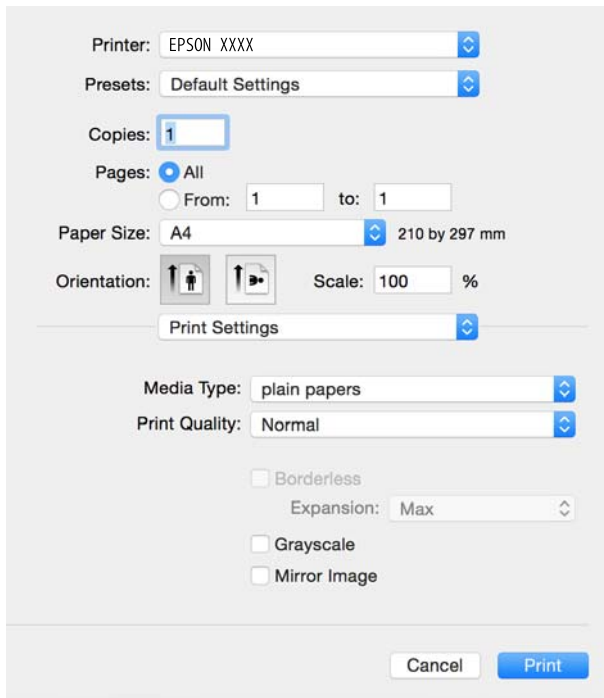 Printer: EPSON XXXX
Presets: Default Settings
Copies: 1
Pages: All
From: 1 to: 1
Paper Size: A4 210 by 297 mm
Orientation: Scale: 100 %
Print Settings
Media Type: plain papers
Print Quality: Normal
Borderless
Expansion: Max
Grayscale
Mirror Image
Cancel Print